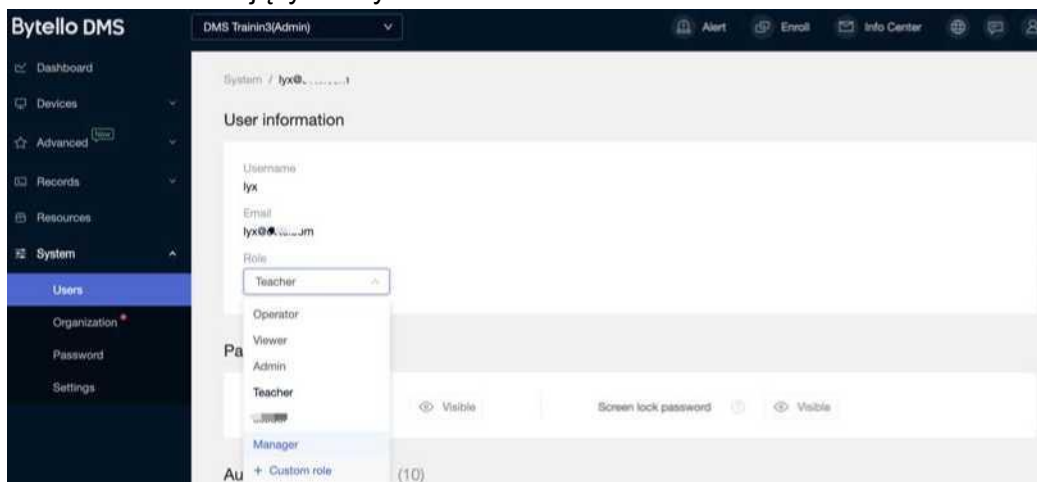 Bytello DMS
DMS Trainin3(Admin)
Alert
Enroll
Info Center
Dashboard
Devices
Advanced
New
Records
Resources
System
Users
Organization
Password
Settings
System / lyx@
User information
Username
lyx
Email
lyx@
Role
Teacher
Operator
Viewer
Admin
Teacher
Manager
+ Custom role
Pa
Visible
Screen lock password
Visible
Au
(10)